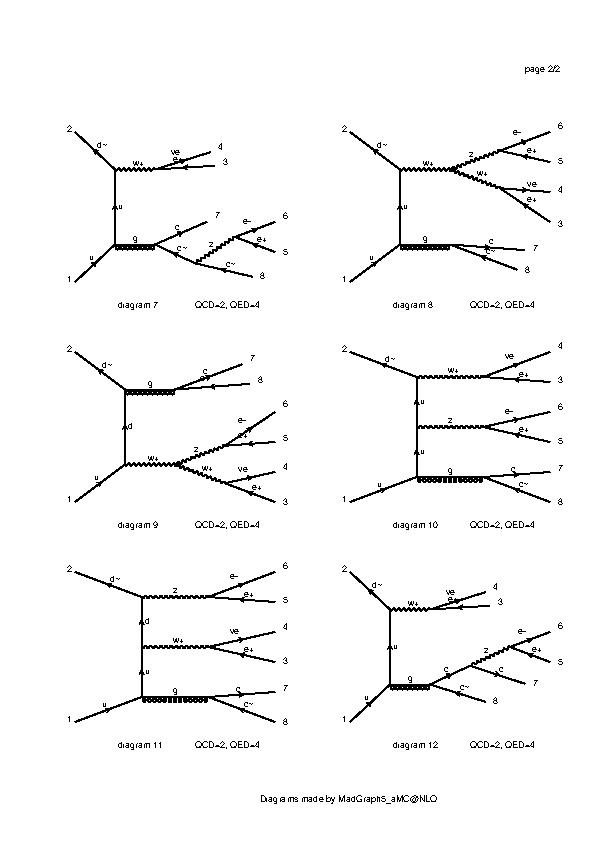 page 2/2
2
d~
w+
ve
e+
4
3
u
g
c
7
c~
z
e-
6
e+
5
c~
8
u
1
diagram 7 QCD=2, QED=4
2
d~
w+
z
e-
6
e+
5
w+
ve
4
e+
3
u
g
c
7
c~
8
u
1
diagram 8 QCD=2, QED=4
2
d~
g
c
7
8
d
w+
z
e-
6
e+
5
w+
ve
4
e+
3
u
1
diagram 9 QCD=2, QED=4
2
d~
w+
ve
4
e+
3
u
z
e-
6
e+
5
u
g
c
7
c~
8
u
1
diagram 10 QCD=2, QED=4
2
d~
z
e-
6
e+
5
d
w+
ve
4
e+
3
u
g
c
7
c~
8
u
1
diagram 11 QCD=2, QED=4
2
d~
w+
ve
4
3
u
g
c
z
e-
6
e+
5
c
7
c~
8
u
1
diagram 12 QCD=2, QED=4
Diagrams made by MadGraph5_aMC@NLO